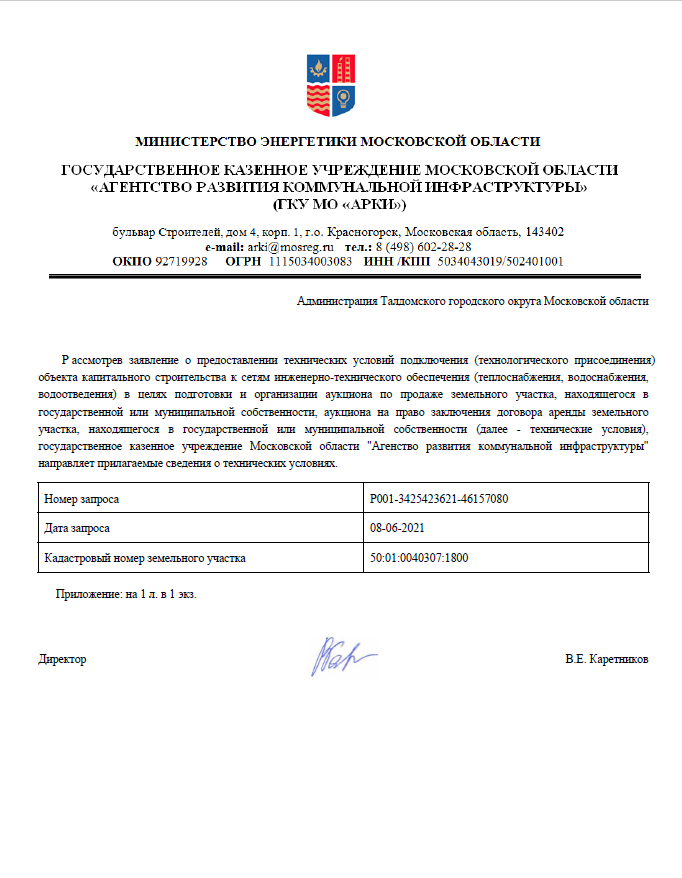 МИНИСТЕРСТВО ЭНЕРГЕТИКИ МОСКОВСКОЙ ОБЛАСТИ
ГОСУДАРСТВЕННОЕ КАЗЕННОЕ УЧРЕЖДЕНИЕ МОСКОВСКОЙ ОБЛАСТИ
«АГЕНТСТВО РАЗВИТИЯ КОММУНАЛЬНОЙ ИНФРАСТРУКТУРЫ»
(ГКУ МО «АРКИ»)
бульвар Строителей, дом 4, корп. 1, г.о. Красногорск, Московская область, 143402
e-mail: arki@mosreg.ru тел.: 8 (498) 602-28-28
ОКПО 92719928 ОГРН 1115034003083 ИНН /КПП 5034043019/502401001
Администрация Талдомского городского округа Московской области
Р ассмотрев заявление о предоставлении технических условий подключения (технологического присоединения)
объекта капитального строительства к сетям инженерно-технического обеспечения (теплоснабжения, водоснабжения,
водоотведения) в целях подготовки и организации аукциона по продаже земельного участка, находящегося в
государственной или муниципальной собственности, аукциона на право заключения договора аренды земельного
участка, находящегося в государственной или муниципальной собственности (далее - технические условия),
государственное казенное учреждение Московской области "Агенство развития коммунальной инфраструктуры"
направляет прилагаемые сведения о технических условиях.
Номер запроса P001-3425423621-46157080
Дата запроса 08-06-2021
Кадастровый номер земельного участка 50:01:0040307:1800
Приложение: на 1 л. в 1 экз.
Директор В.Е. Каретников